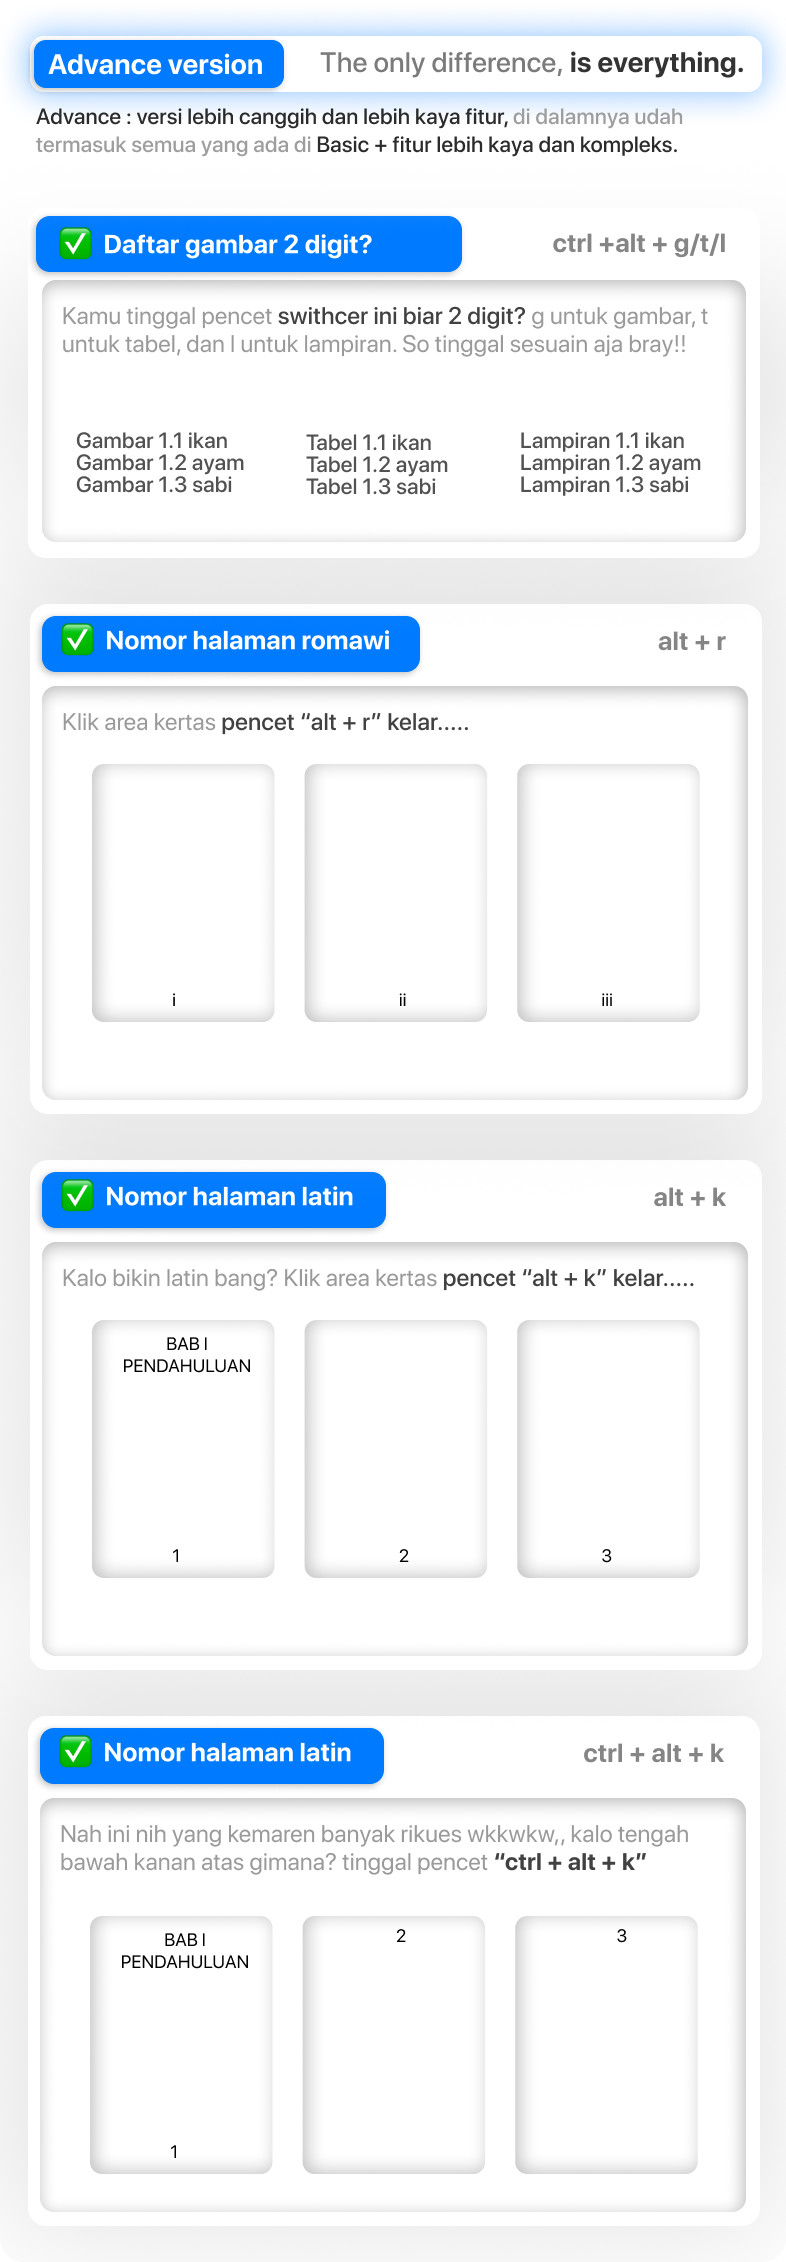 Advance version
The only difference, is everything.
Advance : versi lebih canggih dan lebih kaya fitur, di dalamnya udah
termasuk semua yang ada di Basic + fitur lebih kaya dan kompleks.
✅ Daftar gambar 2 digit?
ctrl +alt + g/t/l
Kamu tinggal pencet swithcer ini biar 2 digit? g untuk gambar, t
untuk tabel, dan l untuk lampiran. So tinggal sesuain aja bray!!
Gambar 1.1 ikan
Gambar 1.2 ayam
Gambar 1.3 sabi
Tabel 1.1 ikan
Tabel 1.2 ayam
Tabel 1.3 sabi
Lampiran 1.1 ikan
Lampiran 1.2 ayam
Lampiran 1.3 sabi
✅ Nomor halaman romawi
alt + r
Klik area kertas pencet “alt + r” kelar.....
i
ii
iii
✅ Nomor halaman latin
alt + k
Kalo bikin latin bang? Klik area kertas pencet “alt + k” kelar.....
BAB I
PENDAHULUAN
1
2
3
✅ Nomor halaman latin
ctrl + alt + k
Nah ini nih yang kemaren banyak rikues wkkwkw,, kalo tengah
bawah kanan atas gimana? tinggal pencet “ctrl + alt + k”
BAB I
PENDAHULUAN
1
2
3